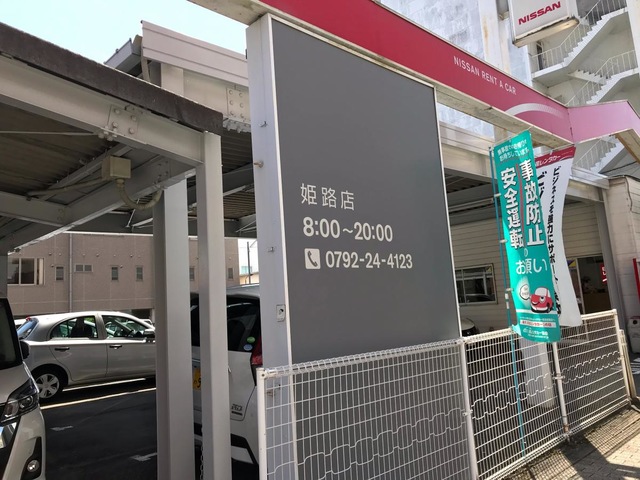 NISSAN
NISSAN RENT A CAR
姫路店
8:00～20:00
0792-24-4123
事故防止
安全運転
のお願い